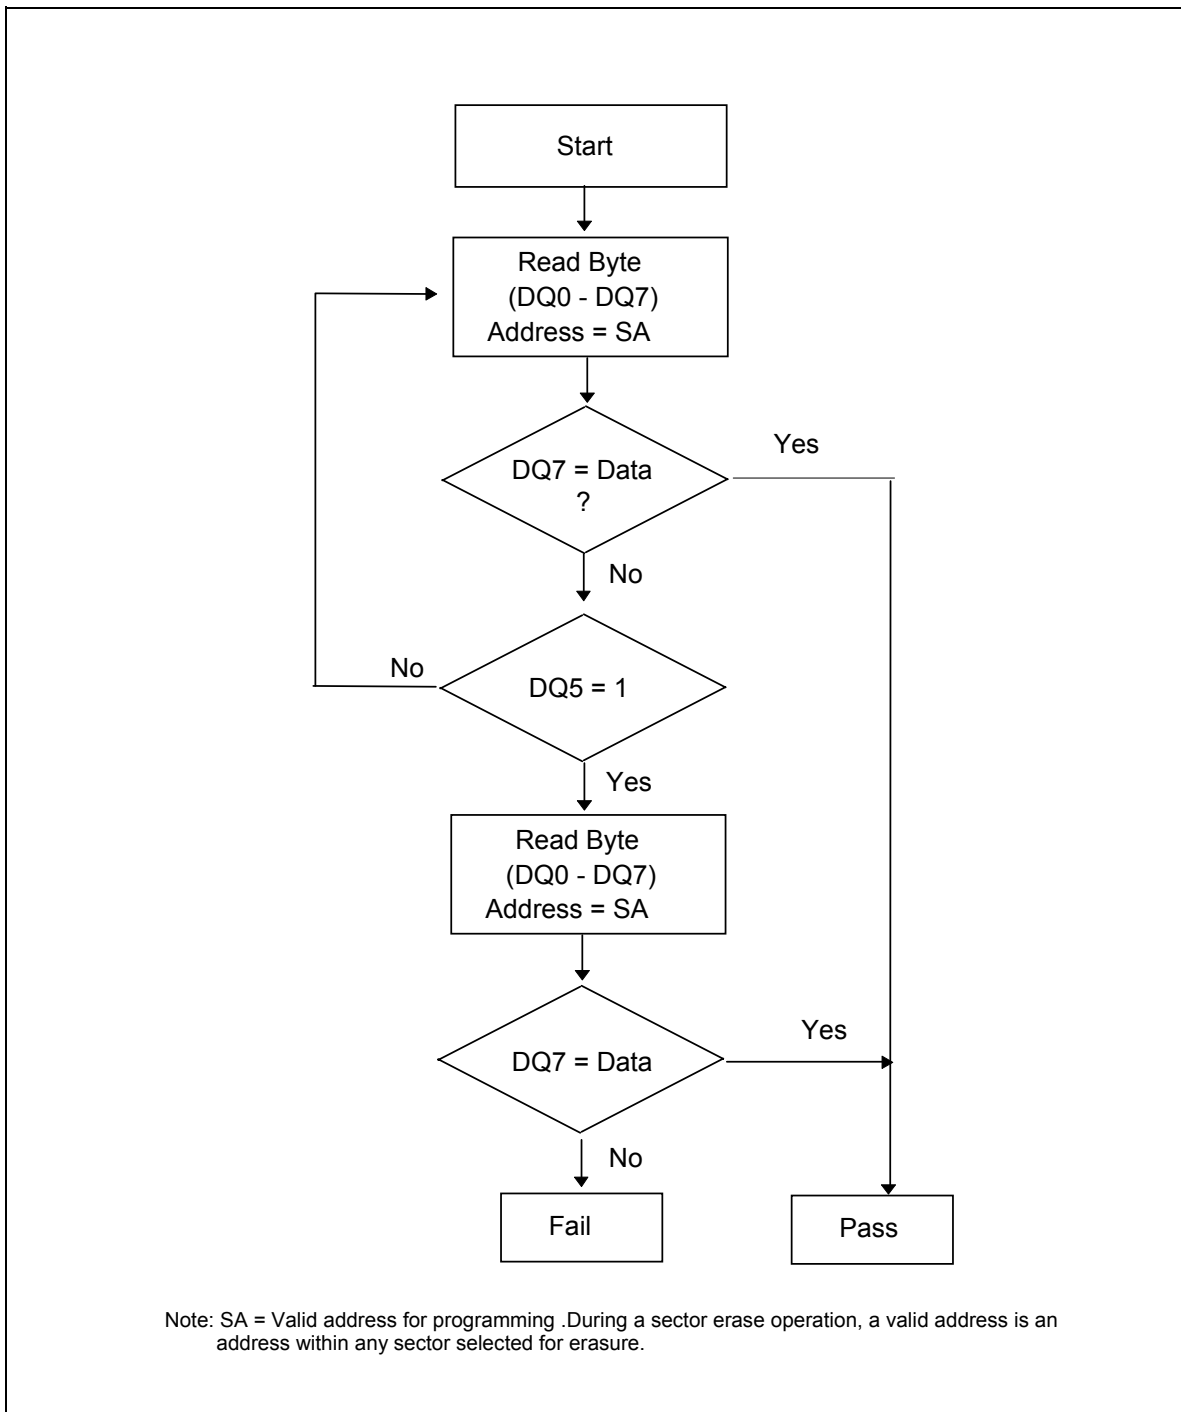 Start
Read Byte
(DQ0 - DQ7)
Address = SA
DQ7 = Data
?
Yes
No
DQ5 = 1
No
Yes
Read Byte
(DQ0 - DQ7)
Address = SA
DQ7 = Data
Yes
No
Fail
Pass
Note: SA = Valid address for programming .During a sector erase operation, a valid address is an
address within any sector selected for erasure.